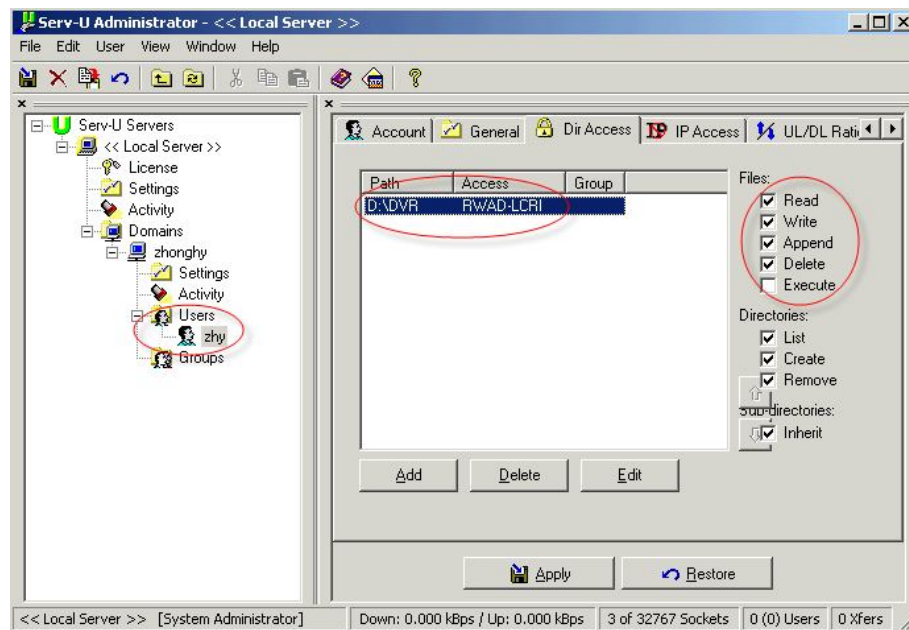 Serv-U Administrator - << Local Server >>
File Edit User View Window Help
Serv-U Servers
<< Local Server >>
License
Settings
Activity
Domains
zhonghy
Settings
Activity
Users
zhy
Groups
Account General Dir Access IP Access UL/DL Rati
Path Access Group
D:\DVR RWAD-LCRI
Files:
Read
Write
Append
Delete
Execute
Directories:
List
Create
Remove
Sub-directories:
Inherit
Add Delete Edit
Apply Restore
<< Local Server >> [System Administrator] Down: 0.000 kBps / Up: 0.000 kBps 3 of 32767 Sockets 0 (0) Users 0 Xfers